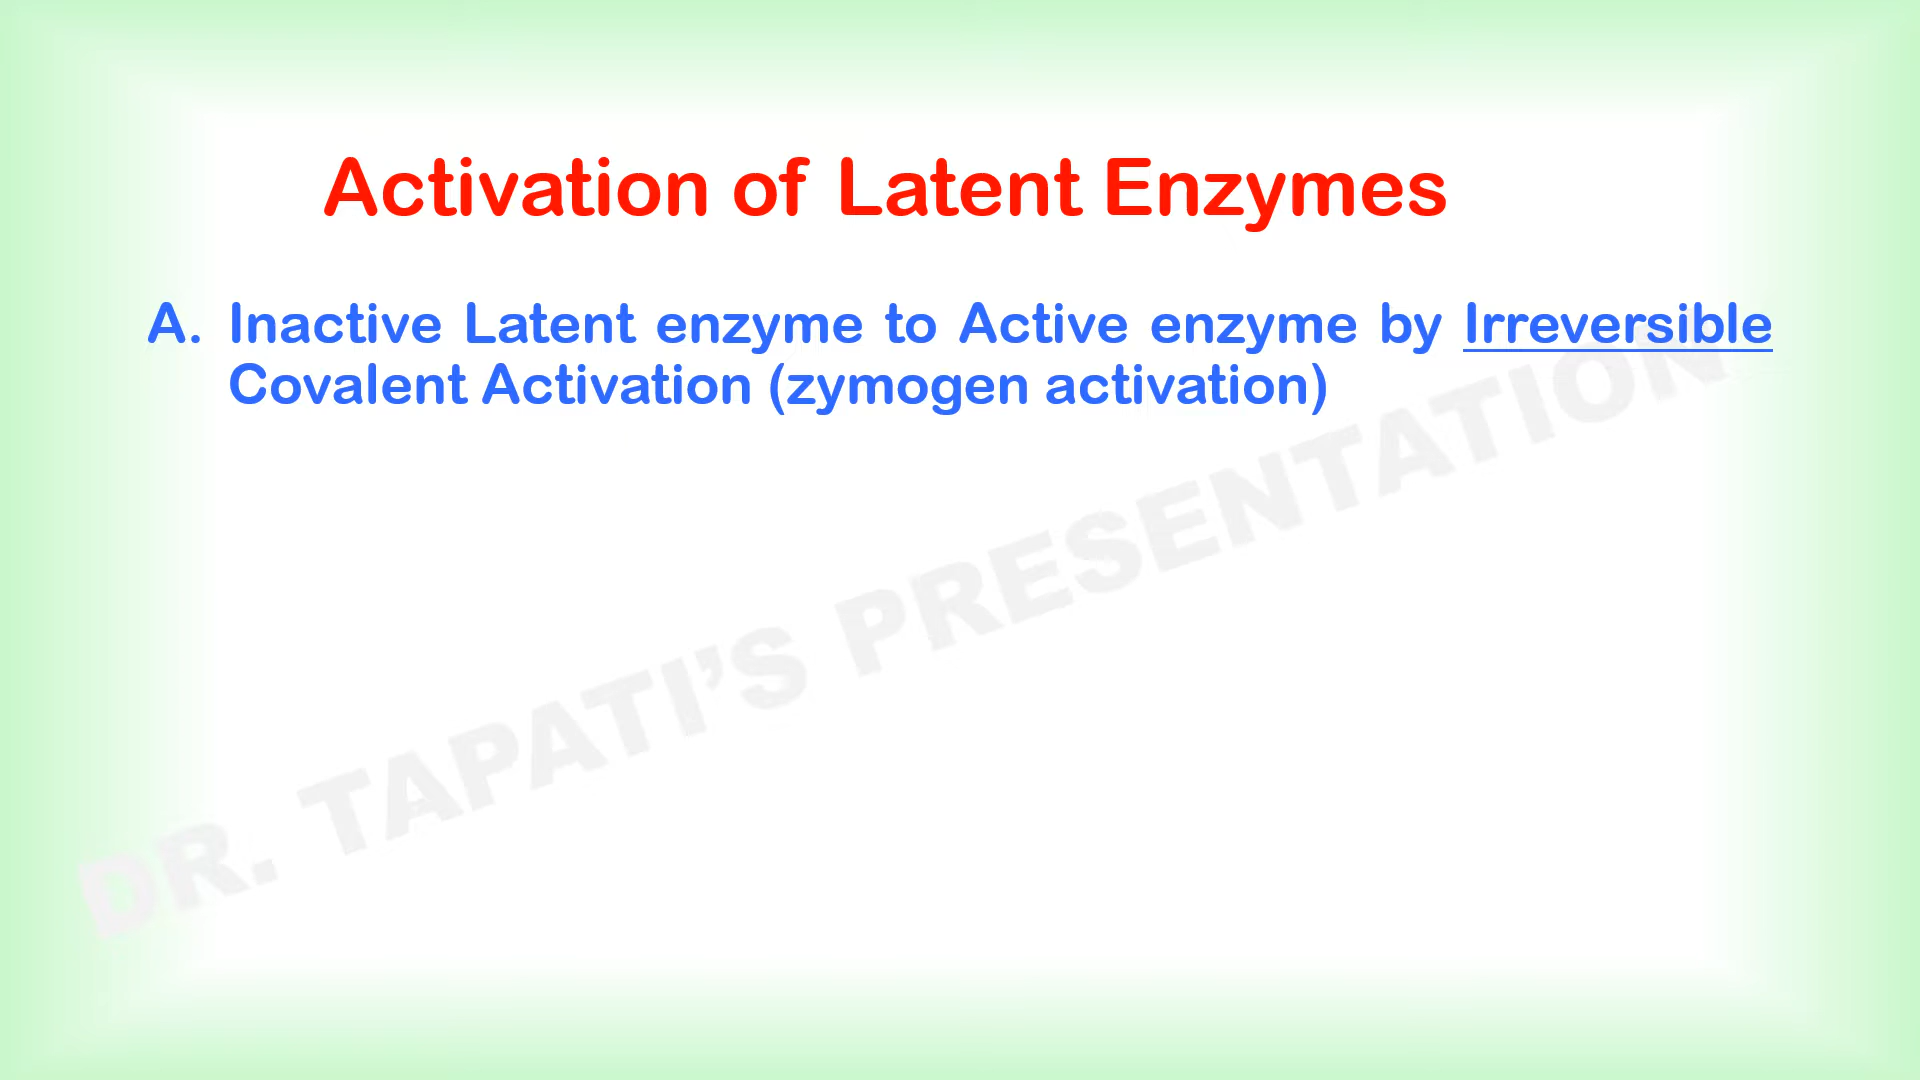 Activation of Latent Enzymes
A. Inactive Latent enzyme to Active enzyme by Irreversible
Covalent Activation (zymogen activation)
DR. TAPATI’S PRESENTATION